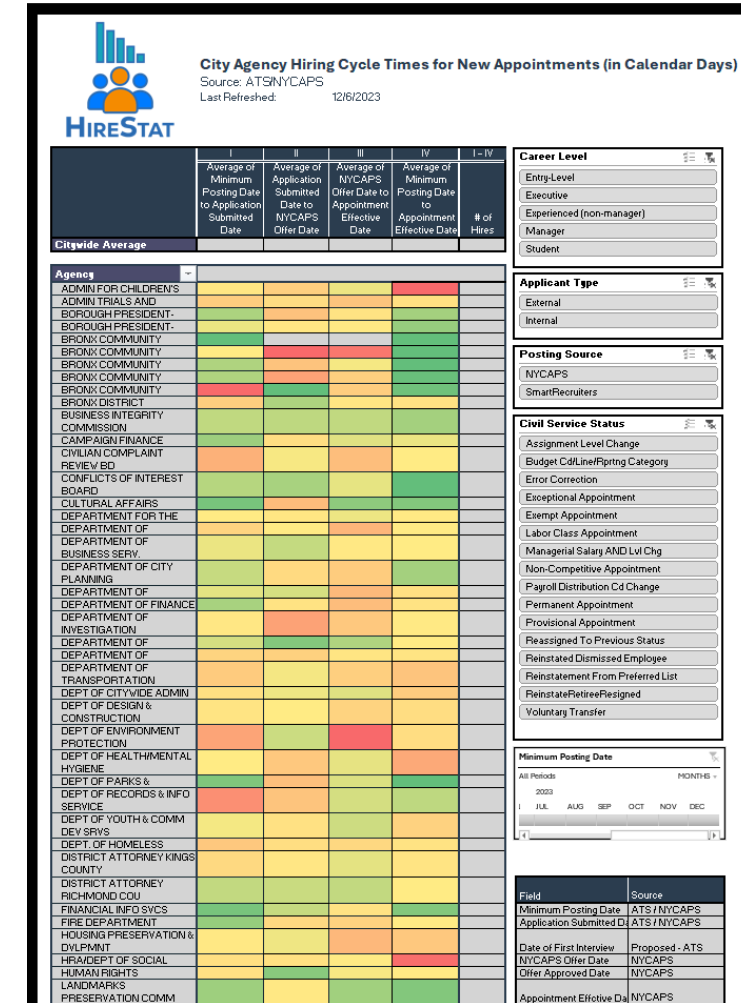 City Agency Hiring Cycle Times for New Appointments (in Calendar Days)
Source: ATS/NYCAPS
Last Refreshed: 12/6/2023
HIRESTAT
I II III IV I - IV
Average of Minimum Posting Date to Application Submitted Date
Average of Application Submitted Date to NYCAPS Offer Date
Average of NYCAPS Offer Date to Appointment Effective Date
Average of Minimum Posting Date to Appointment Effective Date
# of Hires
Citywide Average
Agency
ADMIN FOR CHILDREN'S
ADMIN TRIALS AND
BOROUGH PRESIDENT-
BOROUGH PRESIDENT-
BRONX COMMUNITY
BRONX COMMUNITY
BRONX COMMUNITY
BRONX COMMUNITY
BRONX COMMUNITY
BRONX DISTRICT
BUSINESS INTEGRITY
COMMISSION
CAMPAIGN FINANCE
CIVILIAN COMPLAINT
REVIEW BD
CONFLICTS OF INTEREST
BOARD
CULTURAL AFFAIRS
DEPARTMENT FOR THE
DEPARTMENT OF
DEPARTMENT OF
BUSINESS SERV.
DEPARTMENT OF CITY
PLANNING
DEPARTMENT OF
DEPARTMENT OF FINANCE
DEPARTMENT OF
INVESTIGATION
DEPARTMENT OF
DEPARTMENT OF
DEPARTMENT OF
TRANSPORTATION
DEPT OF CITYWIDE ADMIN
DEPT OF DESIGN &
CONSTRUCTION
DEPT OF ENVIRONMENT
PROTECTION
DEPT OF HEALTH/MENTAL
HYGIENE
DEPT OF PARKS &
DEPT OF RECORDS & INFO
SERVICE
DEPT OF YOUTH & COMM
DEV SRVS
DEPT. OF HOMELESS
DISTRICT ATTORNEY KINGS
COUNTY
DISTRICT ATTORNEY
RICHMOND COU
FINANCIAL INFO SVCS
FIRE DEPARTMENT
HOUSING PRESERVATION &
DVLPMNT
HRA/DEPT OF SOCIAL
HUMAN RIGHTS
LANDMARKS
PRESERVATION COMM
Career Level
Entry-Level
Executive
Experienced (non-manager)
Manager
Student
Applicant Type
External
Internal
Posting Source
NYCAPS
SmartRecruiters
Civil Service Status
Assignment Level Change
Budget Cd/Line/Rprtng Category
Error Correction
Exceptional Appointment
Exempt Appointment
Labor Class Appointment
Managerial Salary AND Lvl Chg
Non-Competitive Appointment
Payroll Distribution Cd Change
Permanent Appointment
Provisional Appointment
Reassigned To Previous Status
Reinstated Dismissed Employee
Reinstatement From Preferred List
ReinstateRetireeResigned
Voluntary Transfer
Minimum Posting Date
All Periods MONTHS
2023
JUL AUG SEP OCT NOV DEC
Field Source
Minimum Posting Date ATS / NYCAPS
Application Submitted Da ATS / NYCAPS
Date of First Interview Proposed - ATS
NYCAPS Offer Date NYCAPS
Offer Approved Date NYCAPS
Appointment Effctive Da NYCAPS